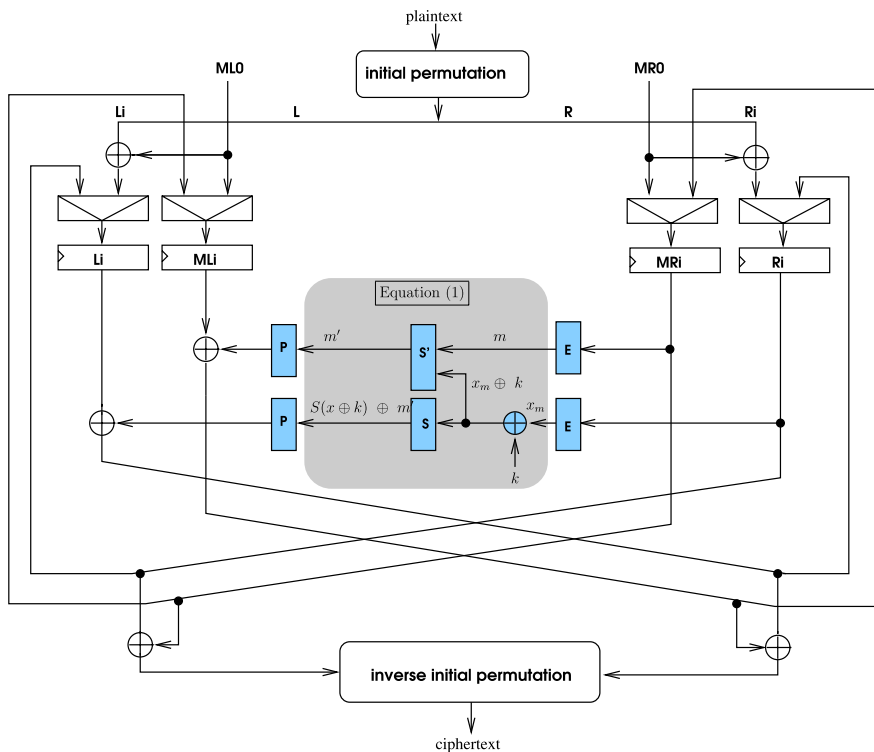 plaintext
initial permutation
ML0
MR0
Li
L
R
Ri
Li
MLi
MRi
Ri
Equation (1)
P
m′
S'
m
E
x_m ⊕ k
P
S(x ⊕ k) ⊕ m′
S
x_m
E
k
inverse initial permutation
ciphertext